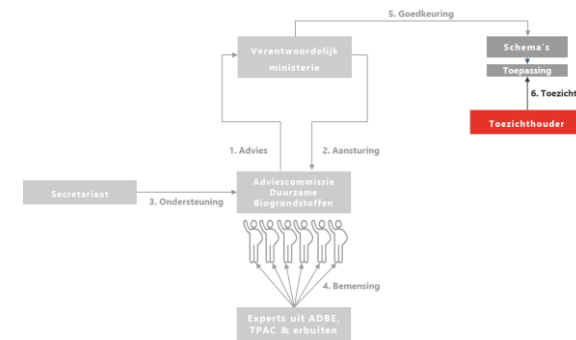 5. Goedkeuring
Verantwoordelijk
ministerie
Schema's
Toepassing
6. Toezicht
Toezichthouder
1. Advies
2. Aansturing
Adviescommissie
Duurzame
Biogrondstoffen
Secretariaat
3. Ondersteuning
4. Bemensing
Experts uit ADBE,
TPAC & erbuiten